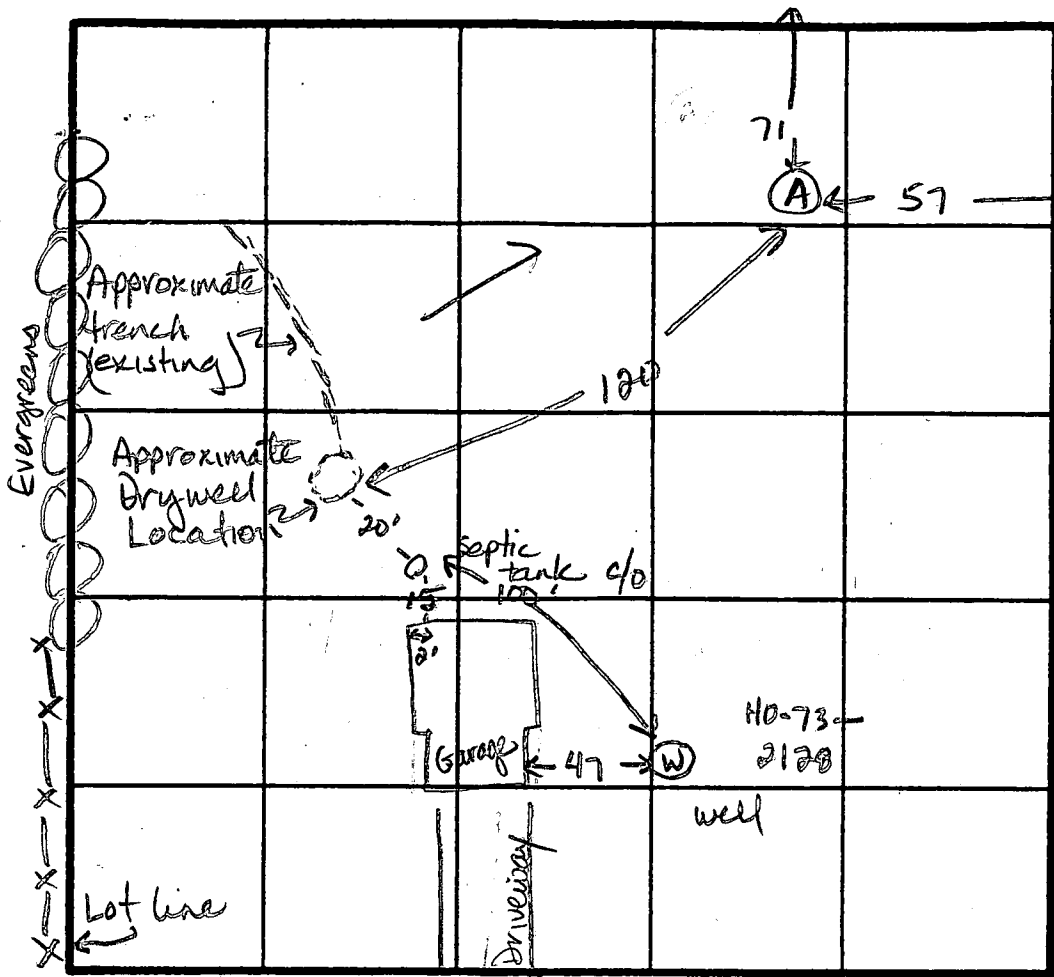 71
A
57
Approximate
trench
(existing)
120
Evergreens
Approximate
Drywell
Location
20'
septic
tank c/o
15'
100'
2'
Garage
47
W
HO-73-
2128
well
Lot line
Driveway